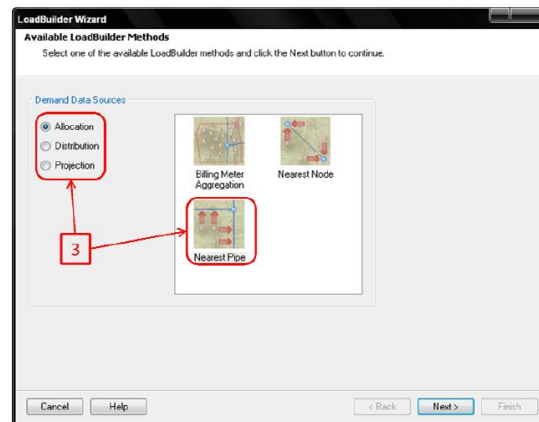 LoadBuilder Wizard
Available LoadBuilder Methods
Select one of the available LoadBuilder methods and click the Next button to continue.
Demand Data Sources
Allocation
Distribution
Projection
Billing Meter
Aggregation
Nearest Node
3
Nearest Pipe
Cancel
Help
< Back
Next >
Finish